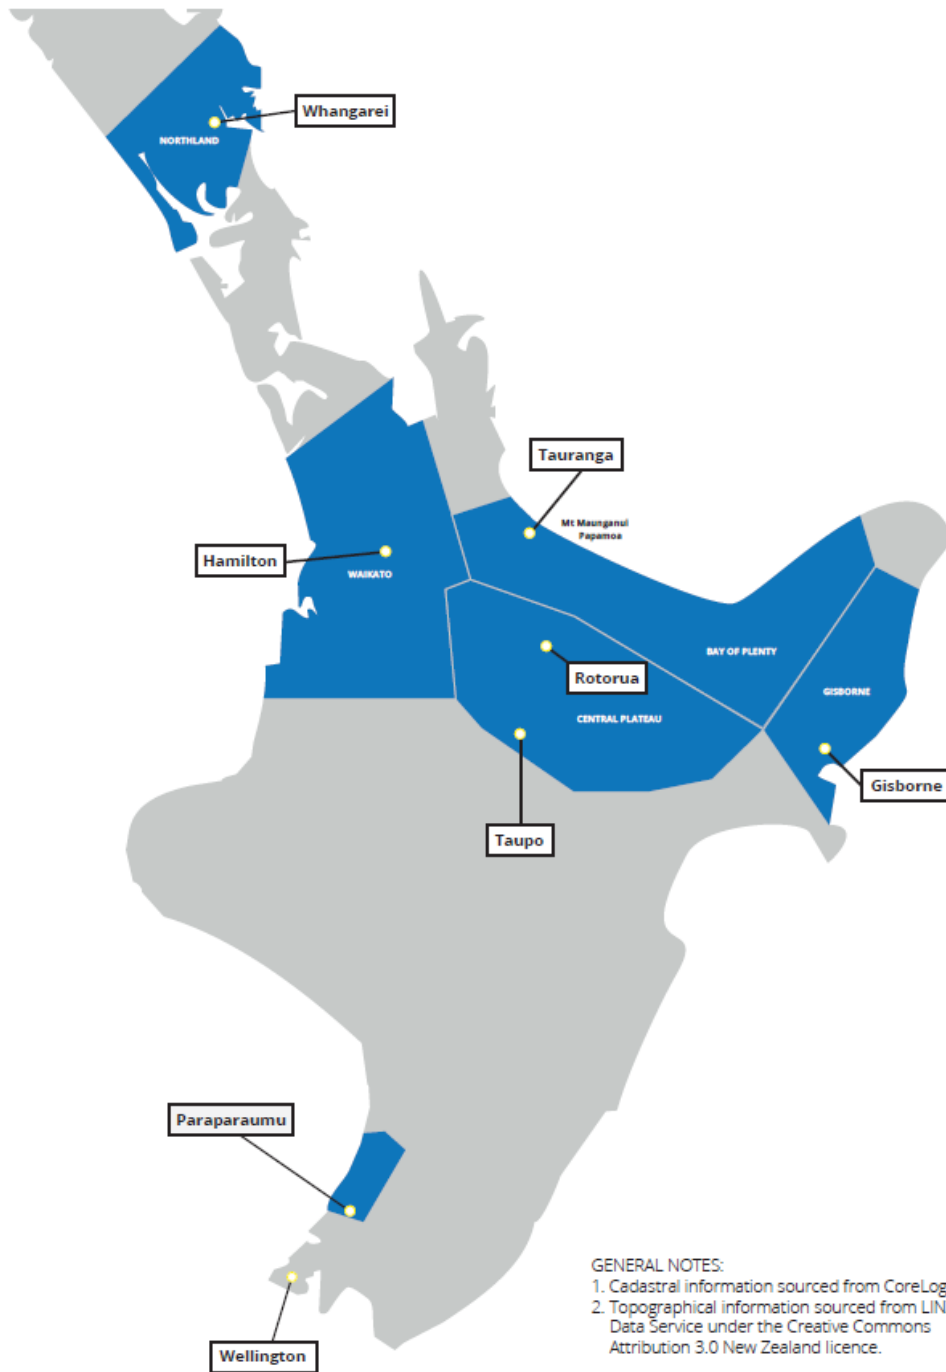 Whangarei
NORTHLAND
Tauranga
Mt Maunganui
Papamoa
Hamilton
WAIKATO
BAY OF PLENTY
Rotorua
GISBORNE
CENTRAL PLATEAU
Gisborne
Taupo
Paraparaumu
GENERAL NOTES:
1. Cadastral information sourced from CoreLog
2. Topographical information sourced from LIN
Data Service under the Creative Commons
Attribution 3.0 New Zealand licence.
Wellington